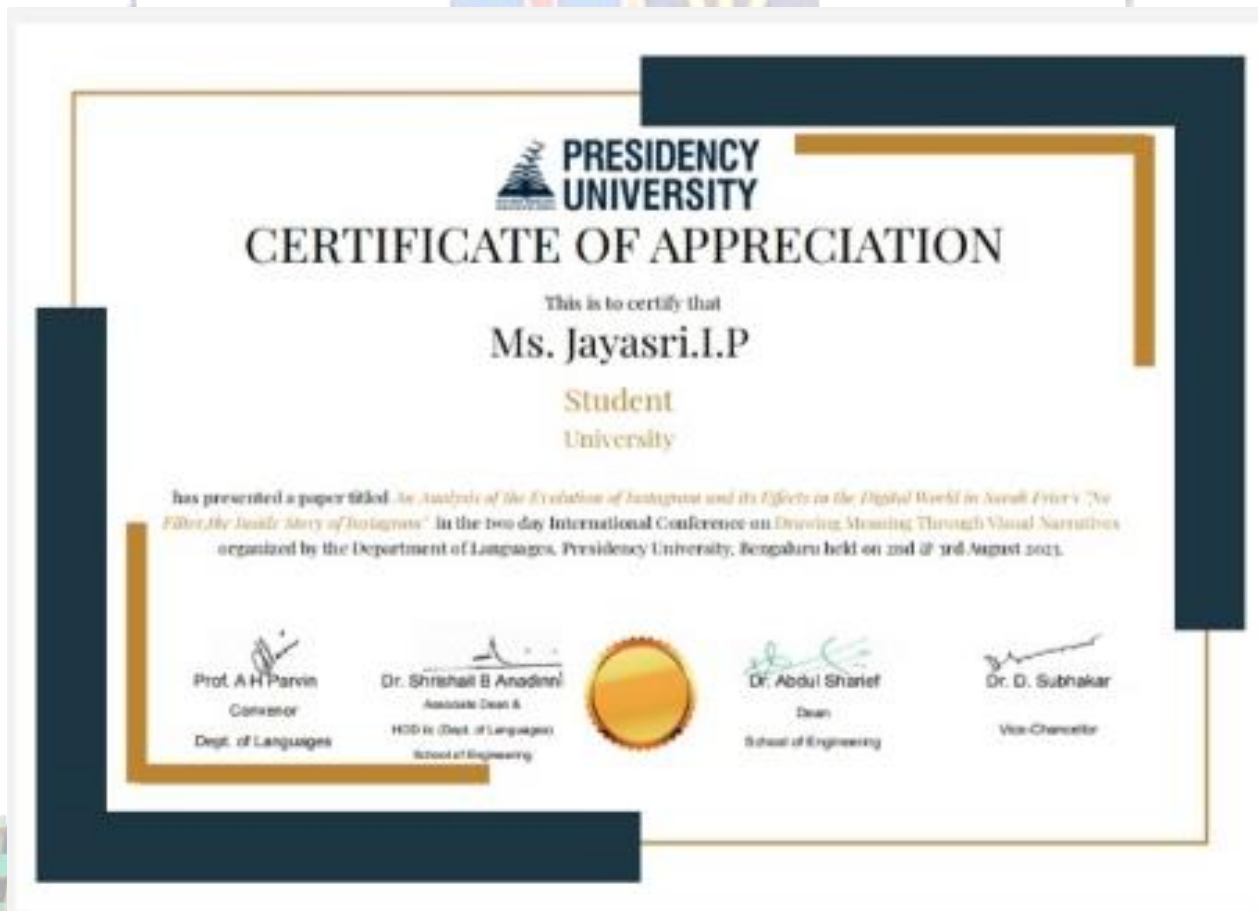 PRESIDENCY
UNIVERSITY
CERTIFICATE OF APPRECIATION
This is to certify that
Ms. Jayasri.I.P
Student
University
has presented a paper titled An Analysis of the Evolution of Instagram and its Effects in the Digital World in Sarah Frier's "No
Filter,the Inside Story of Instagram" in the two day International Conference on Drawing Meaning Through Visual Narratives
organized by the Department of Languages, Presidency University, Bengaluru held on 2nd & 3rd August 2023.
Prof. A H Parvin
Convenor
Dept. of Languages
Dr. Shrishail B Anadinni
Associate Dean &
HOD i/c (Dept. of Languages)
School of Engineering
Dr. Abdul Sharief
Dean
School of Engineering
Dr. D. Subhakar
Vice-Chancellor